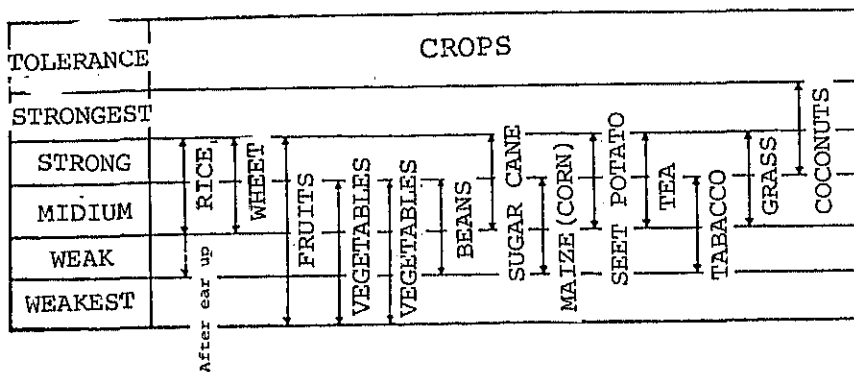 TOLERANCE
CROPS
STRONGEST
STRONG
MIDIUM
WEAK
WEAKEST
RICE
After ear up
WHEET
FRUITS
VEGETABLES
VEGETABLES
BEANS
SUGAR CANE
MAIZE (CORN)
SEET POTATO
TEA
TABACCO
GRASS
COCONUTS